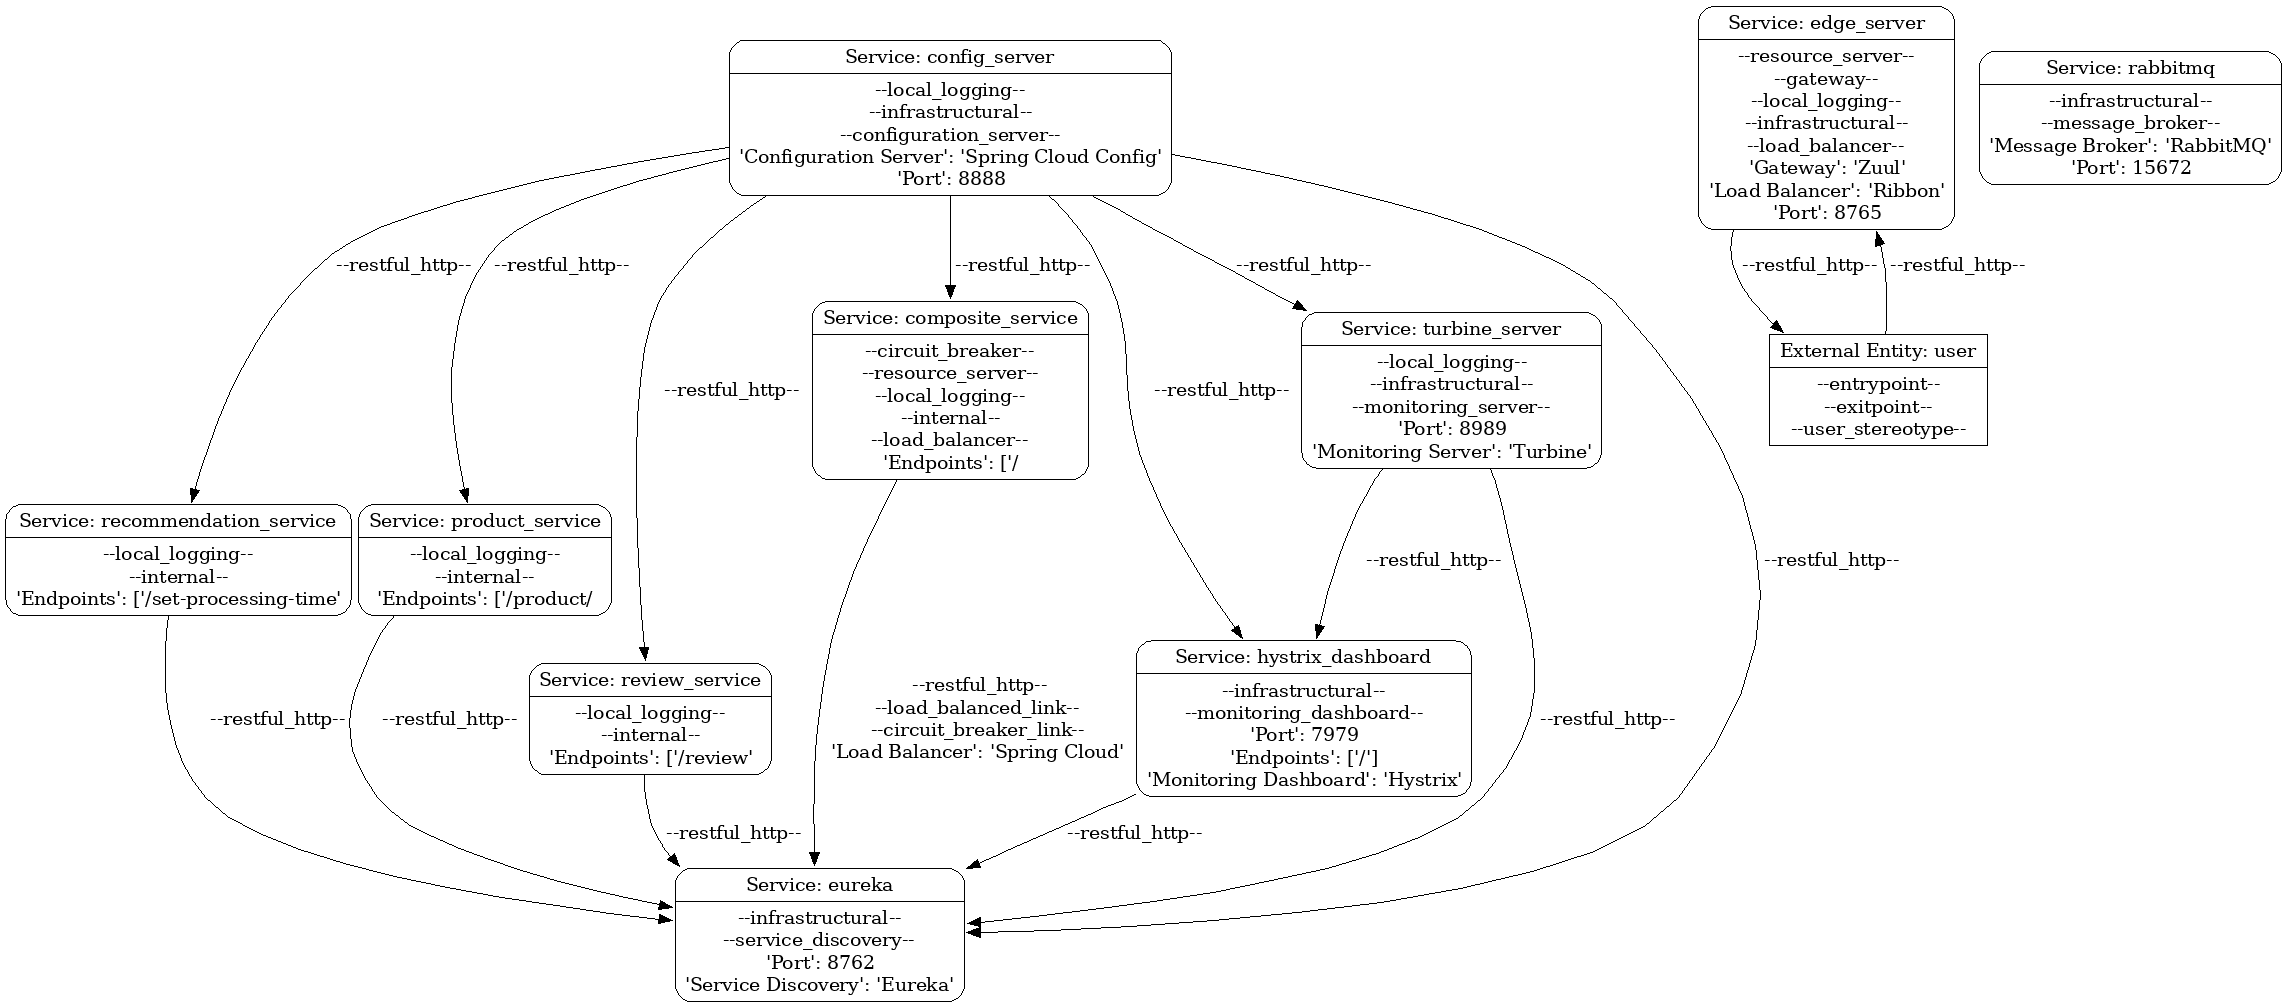 Service: config_server
--local_logging--
--infrastructural--
--configuration_server--
'Configuration Server': 'Spring Cloud Config'
'Port': 8888
Service: edge_server
--resource_server--
--gateway--
--local_logging--
--infrastructural--
--load_balancer--
'Gateway': 'Zuul'
'Load Balancer': 'Ribbon'
'Port': 8765
Service: rabbitmq
--infrastructural--
--message_broker--
'Message Broker': 'RabbitMQ'
'Port': 15672
--restful_http--
--restful_http--
--restful_http--
--restful_http--
--restful_http--
--restful_http--
Service: composite_service
--circuit_breaker--
--resource_server--
--local_logging--
--internal--
--load_balancer--
'Endpoints': ['/
Service: turbine_server
--local_logging--
--infrastructural--
--monitoring_server--
'Port': 8989
'Monitoring Server': 'Turbine'
External Entity: user
--entrypoint--
--exitpoint--
--user_stereotype--
--restful_http--
--restful_http--
Service: recommendation_service
--local_logging--
--internal--
'Endpoints': ['/set-processing-time'
Service: product_service
--local_logging--
--internal--
'Endpoints': ['/product/
--restful_http--
--restful_http--
Service: review_service
--local_logging--
--internal--
'Endpoints': ['/review'
--restful_http--
--load_balanced_link--
--circuit_breaker_link--
'Load Balancer': 'Spring Cloud'
Service: hystrix_dashboard
--infrastructural--
--monitoring_dashboard--
'Port': 7979
'Endpoints': ['/']
'Monitoring Dashboard': 'Hystrix'
--restful_http--
--restful_http--
--restful_http--
--restful_http--
--restful_http--
Service: eureka
--infrastructural--
--service_discovery--
'Port': 8762
'Service Discovery': 'Eureka'